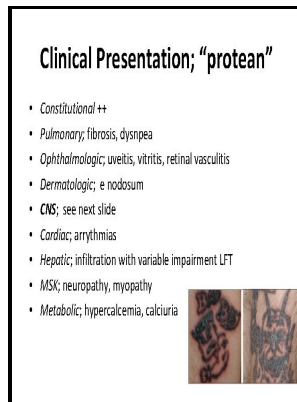 Clinical Presentation; “protean”
• Constitutional ++
• Pulmonary; fibrosis, dysnpea
• Ophthalmologic; uveitis, vitritis, retinal vasculitis
• Dermatologic;  e nodosum
• CNS;  see next slide
• Cardiac; arrythmias
• Hepatic; infiltration with variable impairment LFT
• MSK; neuropathy, myopathy
• Metabolic; hypercalcemia, calciuria